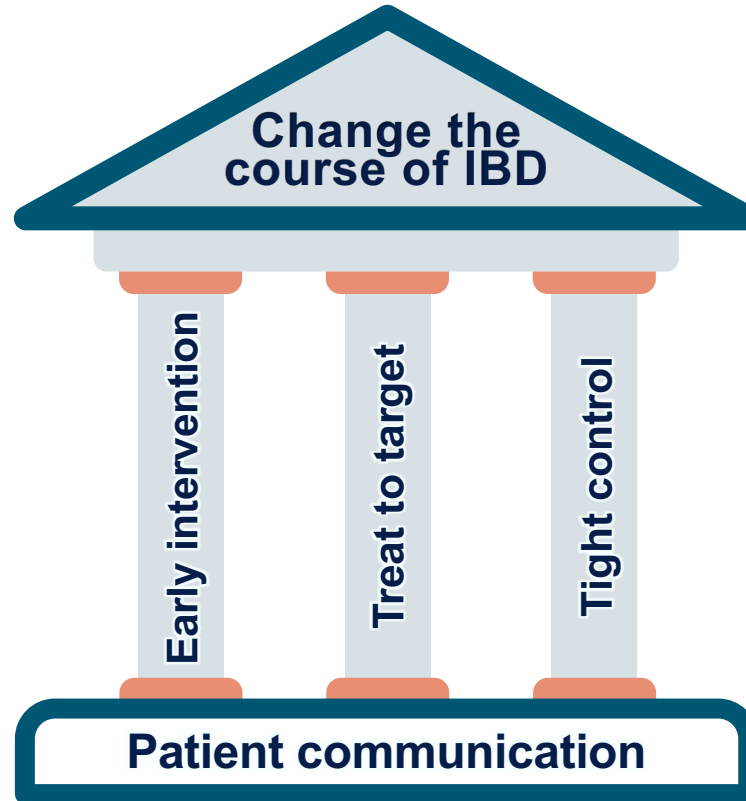 Change the
course of IBD
Early intervention
Treat to target
Tight control
Patient communication